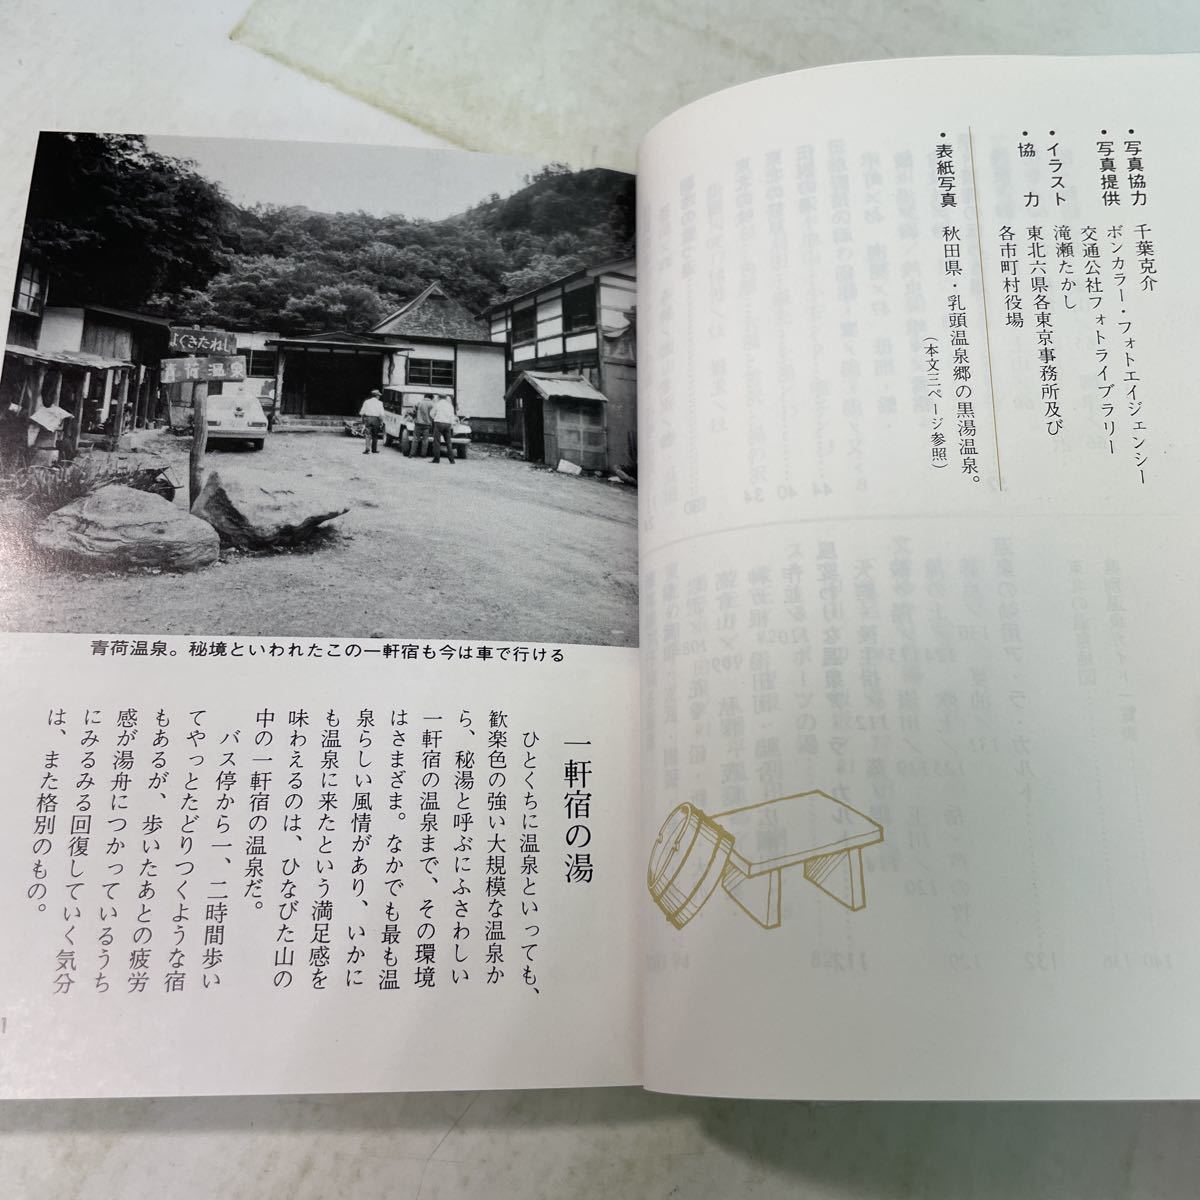 ・写真協力　千葉克介
・写真提供　ボンカラー・フォトエイジェンシー
交通公社フォトライブラリー
・イラスト　滝瀬たかし
・協　力　東北六県各東京事務所及び
各市町村役場
・表紙写真　秋田県・乳頭温泉郷の黒湯温泉。
（本文三ページ参照）
よぐきたねし
青荷温泉
青荷温泉。秘境といわれたこの一軒宿も今は車で行ける
一軒宿の湯
ひとくちに温泉といっても、
歓楽色の強い大規模な温泉か
ら、秘湯と呼ぶにふさわしい
一軒宿の温泉まで、その環境
はさまざま。なかでも最も温
泉らしい風情があり、いかに
も温泉に来たという満足感を
味わえるのは、ひなびた山の
中の一軒宿の温泉だ。
バス停から一、二時間歩い
てやっとたどりつくような宿
もあるが、歩いたあとの疲労
感が湯舟につかっているうち
にみるみる回復していく気分
は、また格別のもの。
1